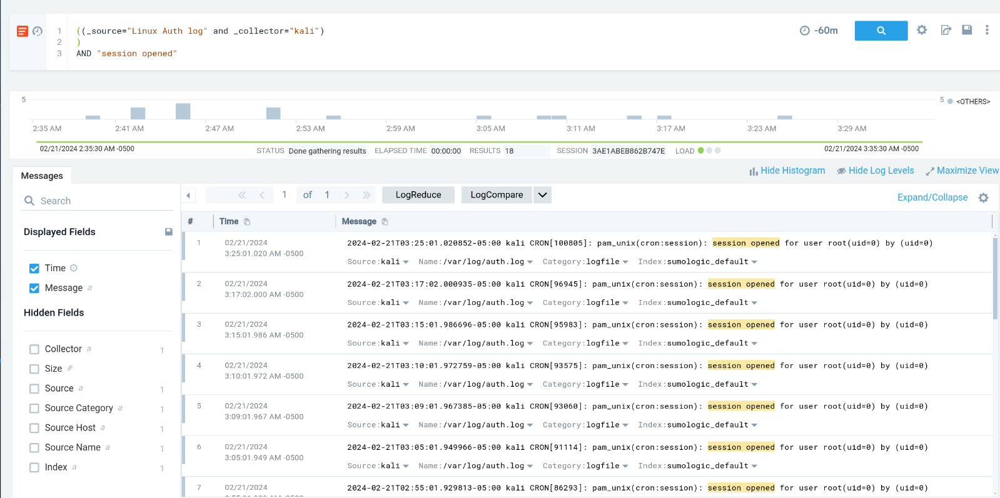 1 ((_source="Linux Auth log" and _collector="kali")
2 )
3 AND "session opened"
-60m
5
5 <OTHERS>
2:35 AM 2:41 AM 2:47 AM 2:53 AM 2:59 AM 3:05 AM 3:11 AM 3:17 AM 3:23 AM 3:29 AM
02/21/2024 2:35:30 AM -0500
STATUS Done gathering results ELAPSED TIME 00:00:00 RESULTS 18 SESSION 3AE1ABEB862B747E LOAD
02/21/2024 3:35:30 AM -0500
Messages
Hide Histogram Hide Log Levels Maximize View
Search
Displayed Fields
Time
Message a
Hidden Fields
Collector a 1
Size #
Source a 1
Source Category a 1
Source Host a 1
Source Name a 1
Index a 1
1 of 1 LogReduce LogCompare
Expand/Collapse
# Time Message
1 02/21/2024
3:25:01.020 AM -0500
2024-02-21T03:25:01.020852-05:00 kali CRON[100805]: pam_unix(cron:session): session opened for user root(uid=0) by (uid=0)
Source:kali Name:/var/log/auth.log Category:logfile Index:sumologic_default
2 02/21/2024
3:17:02.000 AM -0500
2024-02-21T03:17:02.000935-05:00 kali CRON[96945]: pam_unix(cron:session): session opened for user root(uid=0) by (uid=0)
Source:kali Name:/var/log/auth.log Category:logfile Index:sumologic_default
3 02/21/2024
3:15:01.986 AM -0500
2024-02-21T03:15:01.986696-05:00 kali CRON[95983]: pam_unix(cron:session): session opened for user root(uid=0) by (uid=0)
Source:kali Name:/var/log/auth.log Category:logfile Index:sumologic_default
4 02/21/2024
3:10:01.972 AM -0500
2024-02-21T03:10:01.972759-05:00 kali CRON[93575]: pam_unix(cron:session): session opened for user root(uid=0) by (uid=0)
Source:kali Name:/var/log/auth.log Category:logfile Index:sumologic_default
5 02/21/2024
3:09:01.967 AM -0500
2024-02-21T03:09:01.967385-05:00 kali CRON[93060]: pam_unix(cron:session): session opened for user root(uid=0) by (uid=0)
Source:kali Name:/var/log/auth.log Category:logfile Index:sumologic_default
6 02/21/2024
3:05:01.949 AM -0500
2024-02-21T03:05:01.949966-05:00 kali CRON[91114]: pam_unix(cron:session): session opened for user root(uid=0) by (uid=0)
Source:kali Name:/var/log/auth.log Category:logfile Index:sumologic_default
7 02/21/2024
2024-02-21T02:55:01.929813-05:00 kali CRON[86293]: pam_unix(cron:session): session opened for user root(uid=0) by (uid=0)